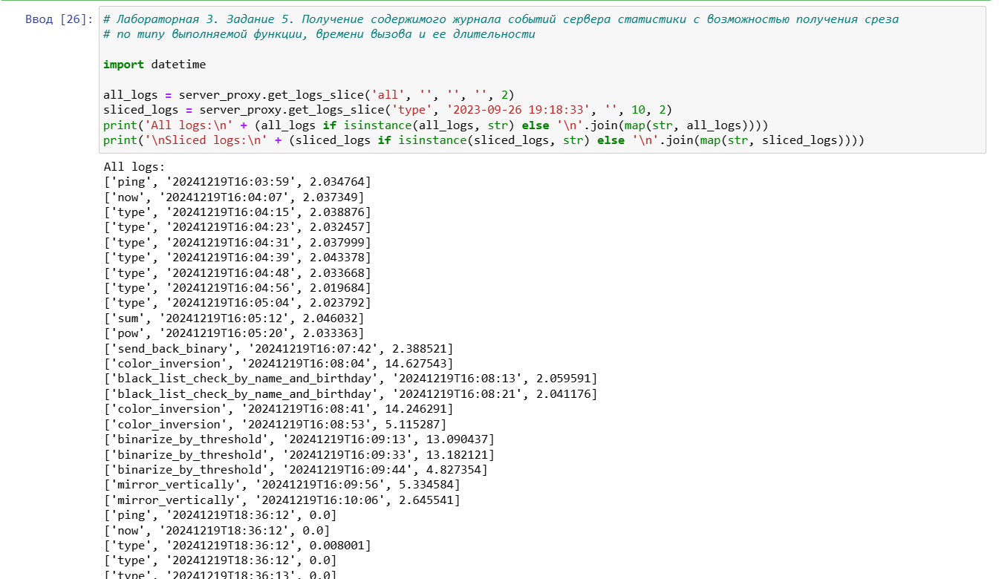 Ввод [26]:
# Лабораторная 3. Задание 5. Получение содержимого журнала событий сервера статистики с возможностью получения среза
# по типу выполняемой функции, времени вызова и ее длительности
import datetime
all_logs = server_proxy.get_logs_slice('all', '', '', '', 2)
sliced_logs = server_proxy.get_logs_slice('type', '2023-09-26 19:18:33', '', 10, 2)
print('All logs:\n' + (all_logs if isinstance(all_logs, str) else '\n'.join(map(str, all_logs))))
print('\nSliced logs:\n' + (sliced_logs if isinstance(sliced_logs, str) else '\n'.join(map(str, sliced_logs))))
All logs:
['ping', '20241219T16:03:59', 2.034764]
['now', '20241219T16:04:07', 2.037349]
['type', '20241219T16:04:15', 2.038876]
['type', '20241219T16:04:23', 2.032457]
['type', '20241219T16:04:31', 2.037999]
['type', '20241219T16:04:39', 2.043378]
['type', '20241219T16:04:48', 2.033668]
['type', '20241219T16:04:56', 2.019684]
['type', '20241219T16:05:04', 2.023792]
['sum', '20241219T16:05:12', 2.046032]
['pow', '20241219T16:05:20', 2.033363]
['send_back_binary', '20241219T16:07:42', 2.388521]
['color_inversion', '20241219T16:08:04', 14.627543]
['black_list_check_by_name_and_birthday', '20241219T16:08:13', 2.059591]
['black_list_check_by_name_and_birthday', '20241219T16:08:21', 2.041176]
['color_inversion', '20241219T16:08:41', 14.246291]
['color_inversion', '20241219T16:08:53', 5.115287]
['binarize_by_threshold', '20241219T16:09:13', 13.090437]
['binarize_by_threshold', '20241219T16:09:33', 13.182121]
['binarize_by_threshold', '20241219T16:09:44', 4.827354]
['mirror_vertically', '20241219T16:09:56', 5.334584]
['mirror_vertically', '20241219T16:10:06', 2.645541]
['ping', '20241219T18:36:12', 0.0]
['now', '20241219T18:36:12', 0.0]
['type', '20241219T18:36:12', 0.008001]
['type', '20241219T18:36:12', 0.0]
['type', '20241219T18:36:13', 0.0]